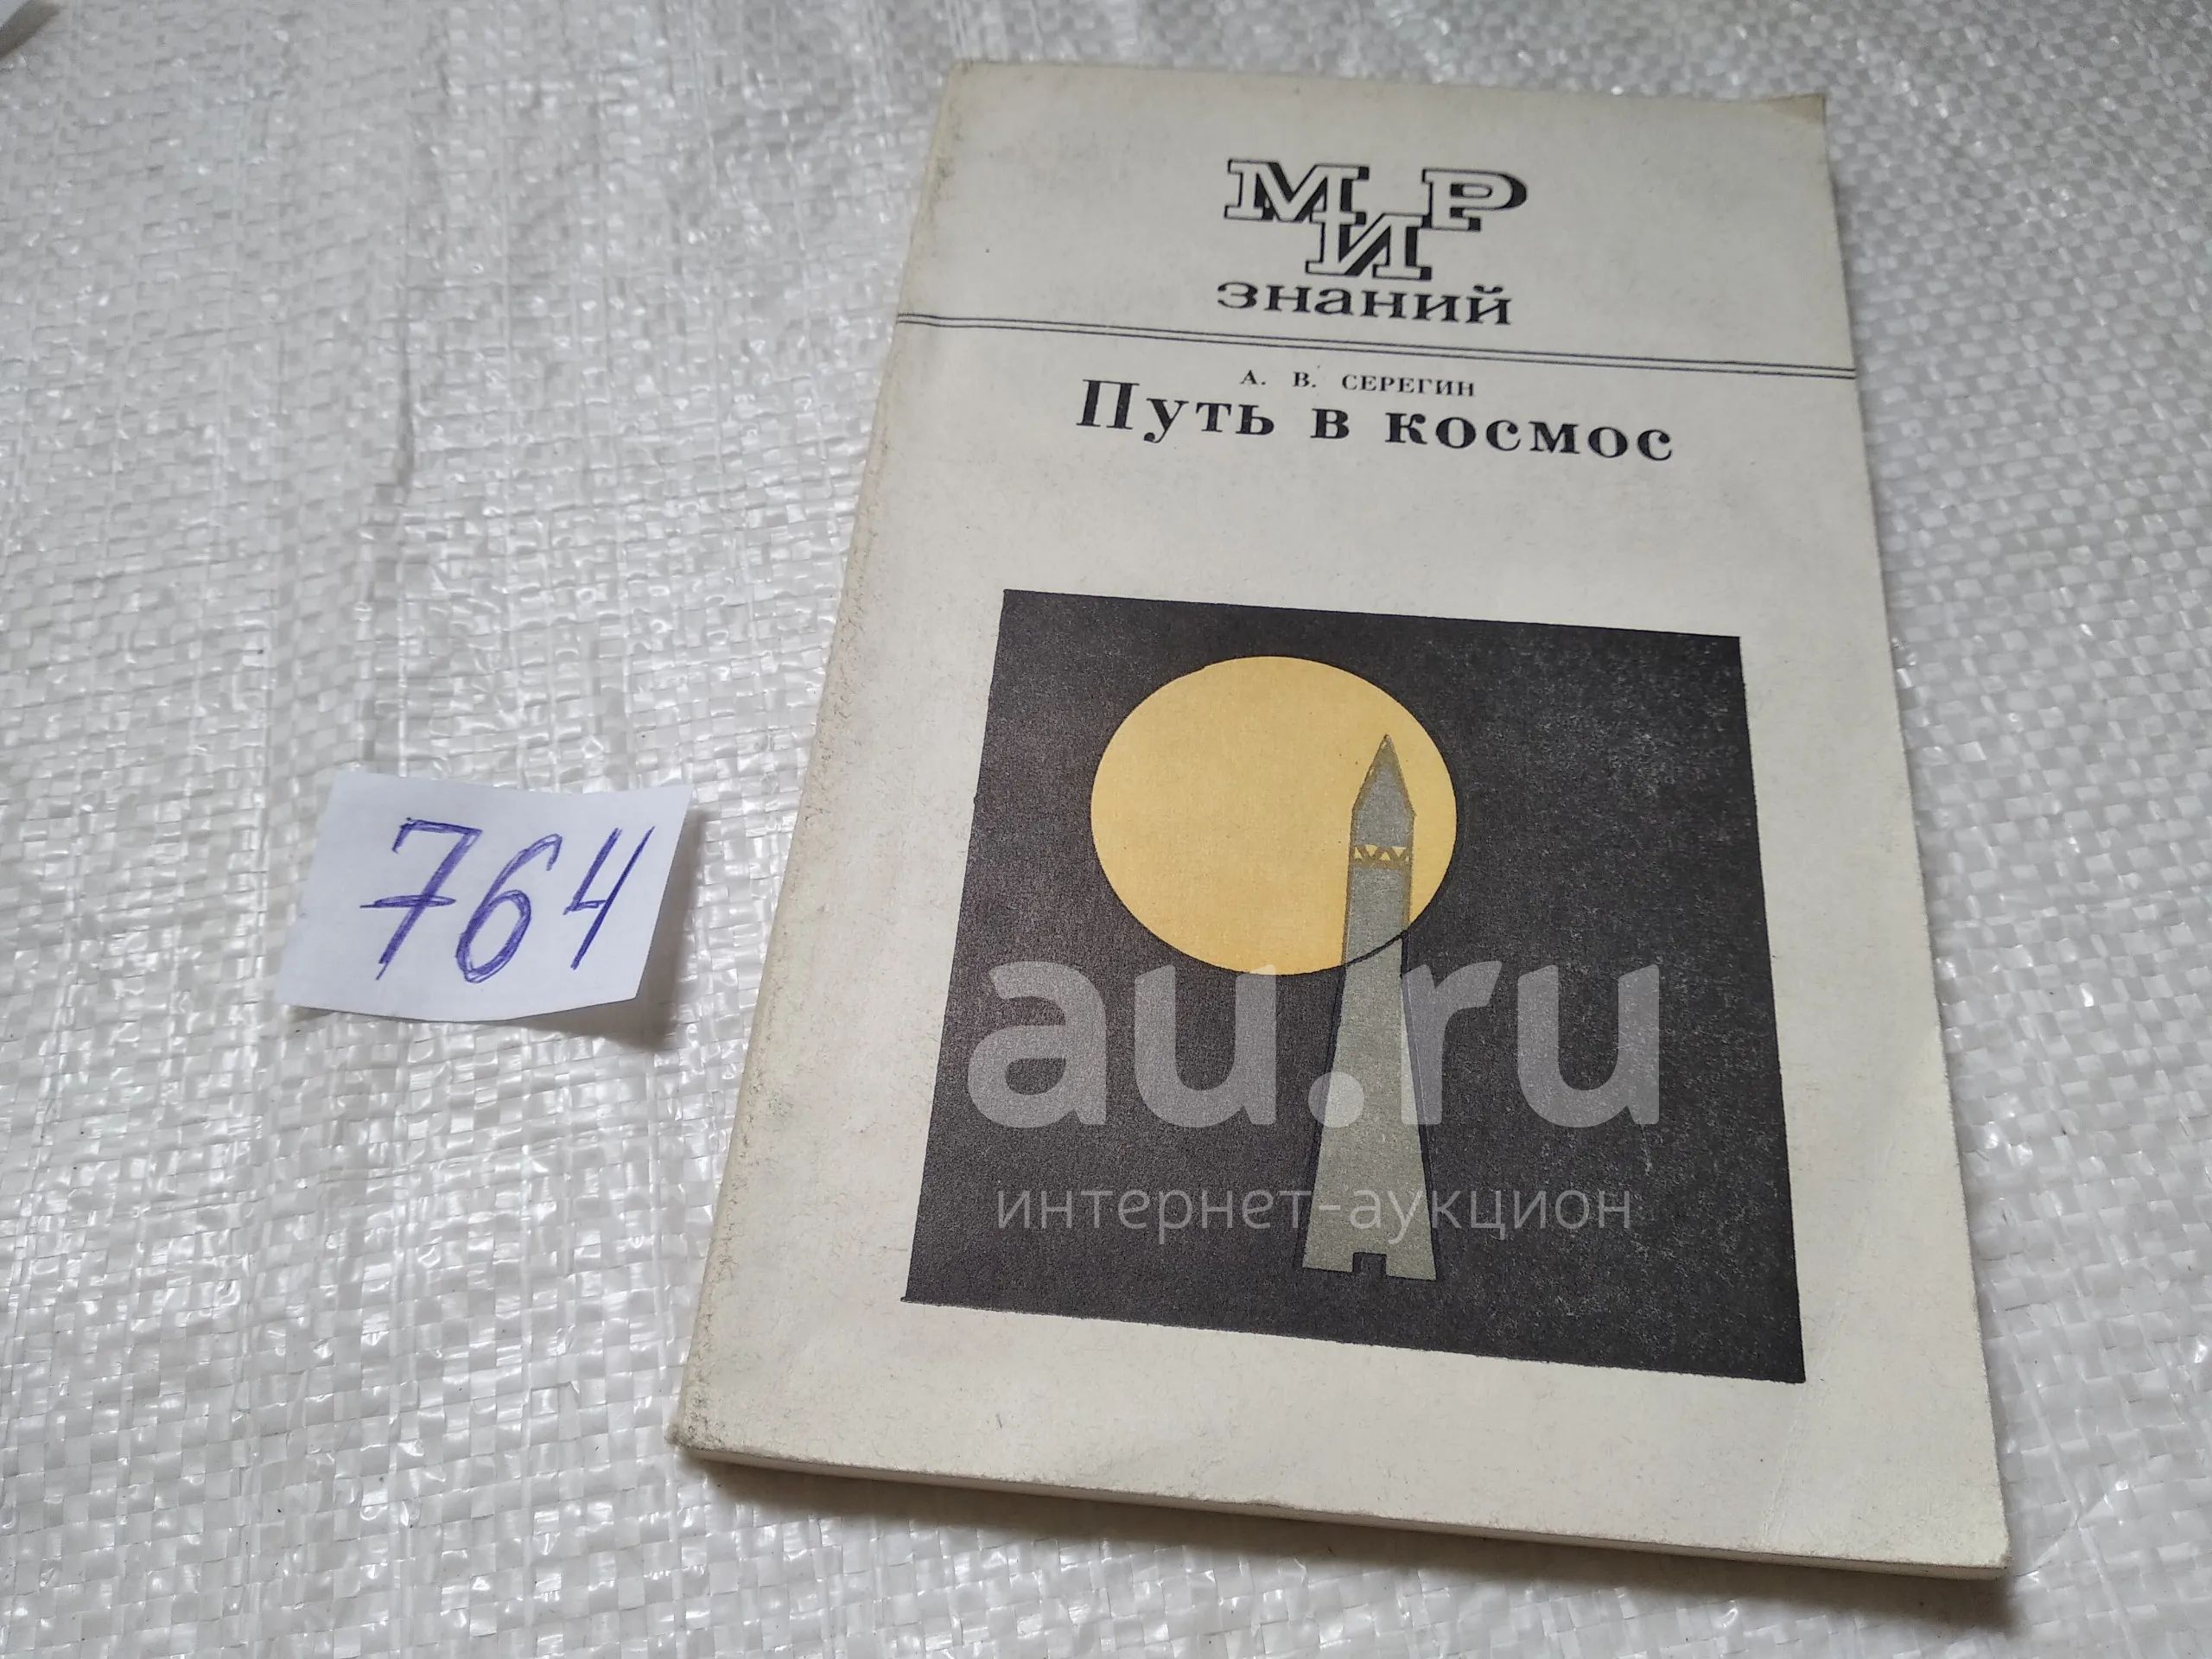 МИР
знаний
А. В. СЕРЕГИН
Путь в космос
764
au.ru
интернет-аукцион